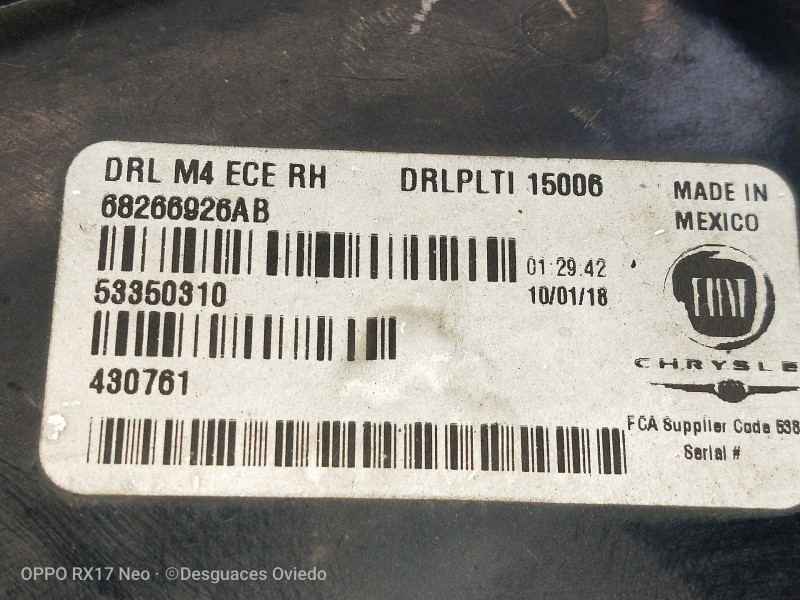 DRL M4 ECE RH DRLPLTI 15006
68266926AB
MADE IN
MEXICO
01:29:42
10/01/18
53350310
430761
FIAT
CHRYSLE
FCA Supplier Code 538
Serial #
OPPO RX17 Neo · ©Desguaces Oviedo